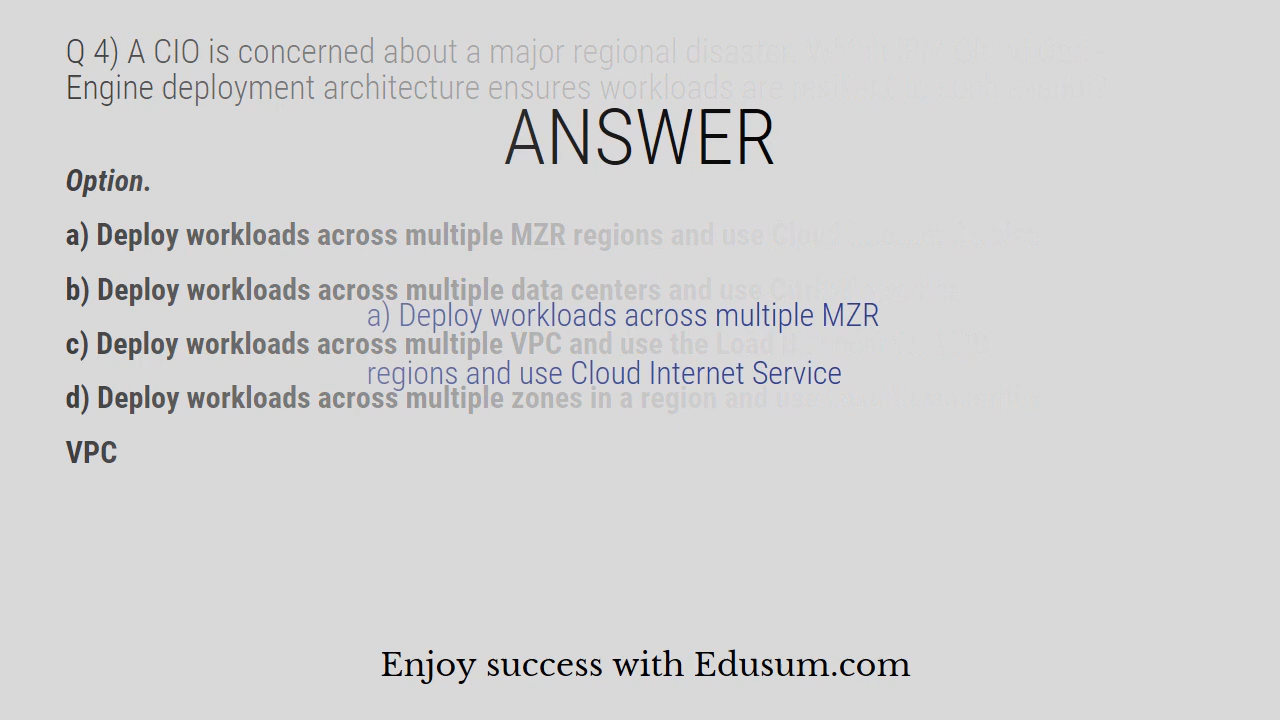 Q 4) A CIO is concerned about a major regional disaster.
Engine deployment architecture ensures workloads are
ANSWER
Option.
a) Deploy workloads across multiple MZR regions and use Cloud
b) Deploy workloads across multiple data centers and use
a) Deploy workloads across multiple MZR
c) Deploy workloads across multiple VPC and use the Load
regions and use Cloud Internet Service
d) Deploy workloads across multiple zones in a region and use
VPC
Enjoy success with Edusum.com